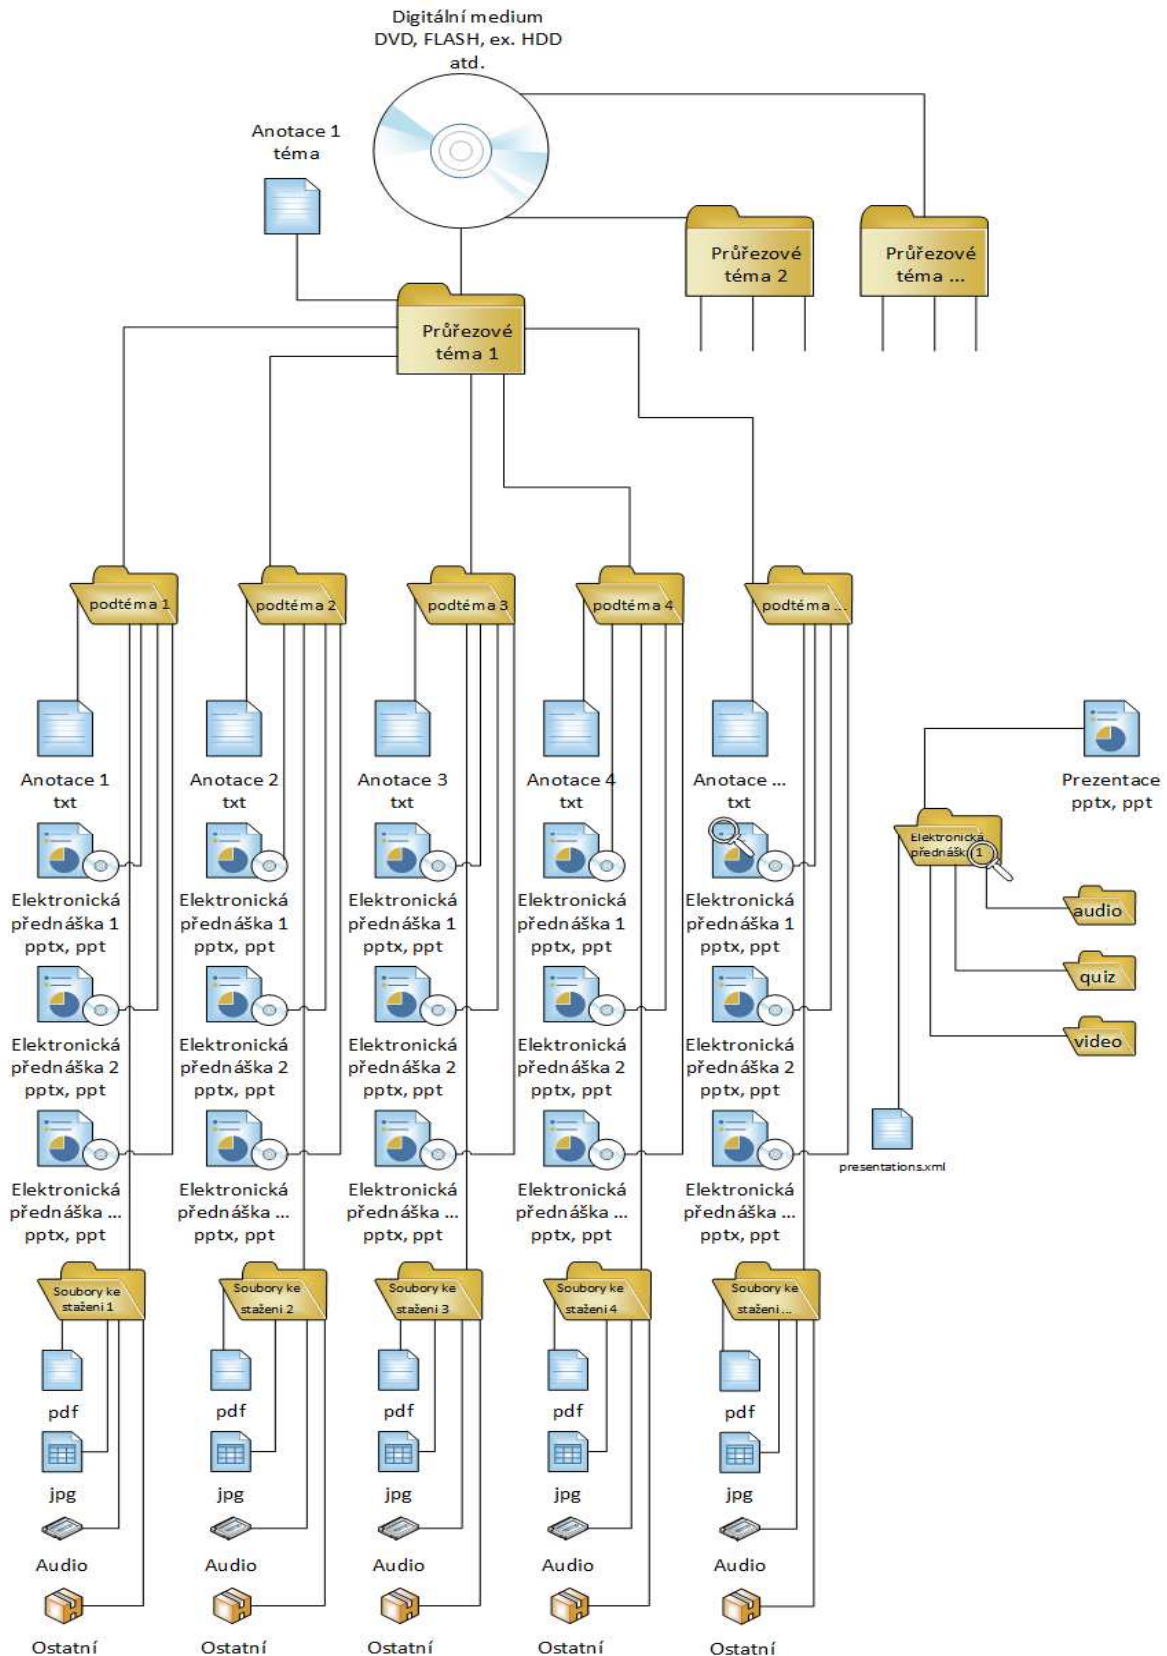 Digitální medium
DVD, FLASH, ex. HDD
atd.
Anotace 1
téma
Průřezové
téma 2
Průřezové
téma ...
Průřezové
téma 1
podtéma 1
podtéma 2
podtéma 3
podtéma 4
podtéma ...
Anotace 1
txt
Anotace 2
txt
Anotace 3
txt
Anotace 4
txt
Anotace ...
txt
Prezentace
pptx, ppt
Elektronická
přednáška 1
audio
quiz
video
presentations.xml
Elektronická
přednáška 1
pptx, ppt
Elektronická
přednáška 1
pptx, ppt
Elektronická
přednáška 1
pptx, ppt
Elektronická
přednáška 1
pptx, ppt
Elektronická
přednáška 1
pptx, ppt
Elektronická
přednáška 2
pptx, ppt
Elektronická
přednáška 2
pptx, ppt
Elektronická
přednáška 2
pptx, ppt
Elektronická
přednáška 2
pptx, ppt
Elektronická
přednáška 2
pptx, ppt
Elektronická
přednáška ...
pptx, ppt
Elektronická
přednáška ...
pptx, ppt
Elektronická
přednáška ...
pptx, ppt
Elektronická
přednáška ...
pptx, ppt
Elektronická
přednáška ...
pptx, ppt
Soubory ke
stažení 1
Soubory ke
stažení 2
Soubory ke
stažení 3
Soubory ke
stažení 4
Soubory ke
stažení ...
pdf
pdf
pdf
pdf
pdf
jpg
jpg
jpg
jpg
jpg
Audio
Audio
Audio
Audio
Audio
Ostatní
Ostatní
Ostatní
Ostatní
Ostatní